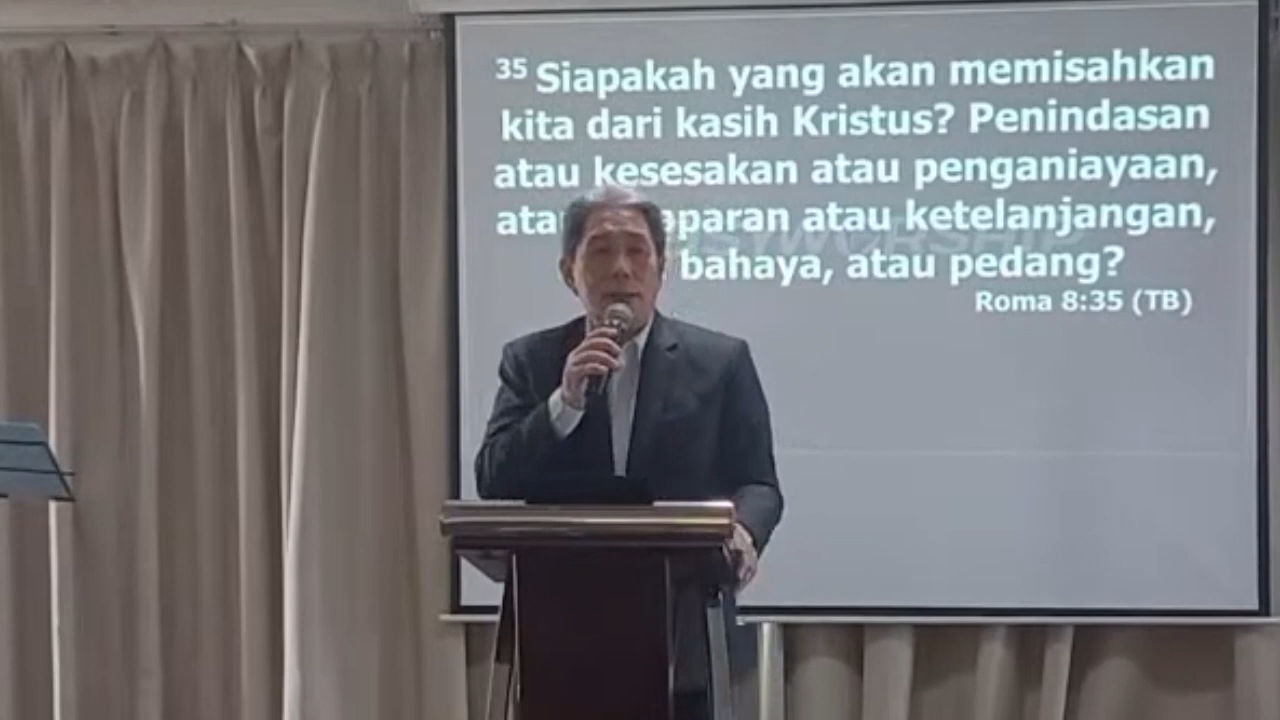 35 Siapakah yang akan memisahkan
kita dari kasih Kristus? Penindasan
atau kesesakan atau penganiayaan,
atau ketelanjangan,
bahaya, atau pedang?
Roma 8:35 (TB)